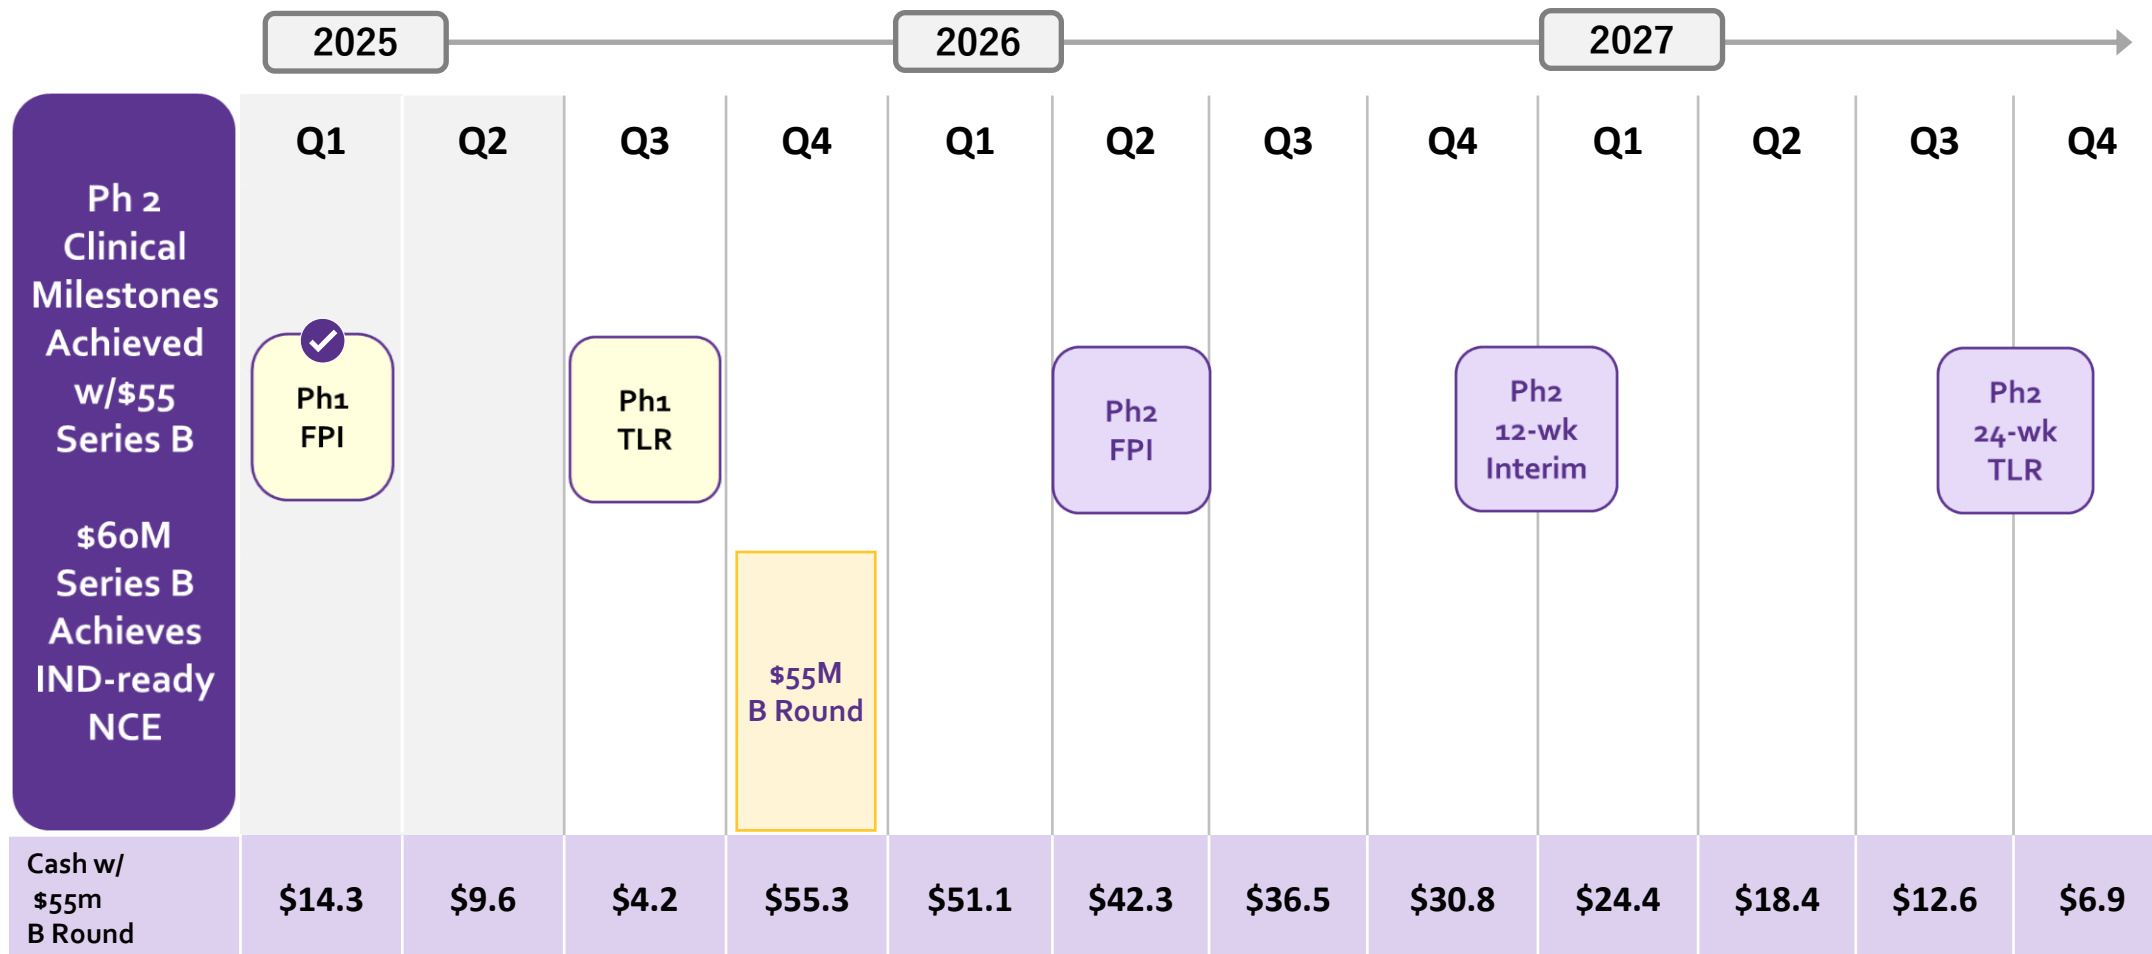 2025 2026 2027
Q1 Q2 Q3 Q4 Q1 Q2 Q3 Q4 Q1 Q2 Q3 Q4
Ph 2
Clinical
Milestones
Achieved
w/$55
Series B
$60M
Series B
Achieves
IND-ready
NCE
Ph1
FPI
Ph1
TLR
Ph2
FPI
Ph2
12-wk
Interim
Ph2
24-wk
TLR
$55M
B Round
Cash w/
$55m
B Round
$14.3 $9.6 $4.2 $55.3 $51.1 $42.3 $36.5 $30.8 $24.4 $18.4 $12.6 $6.9